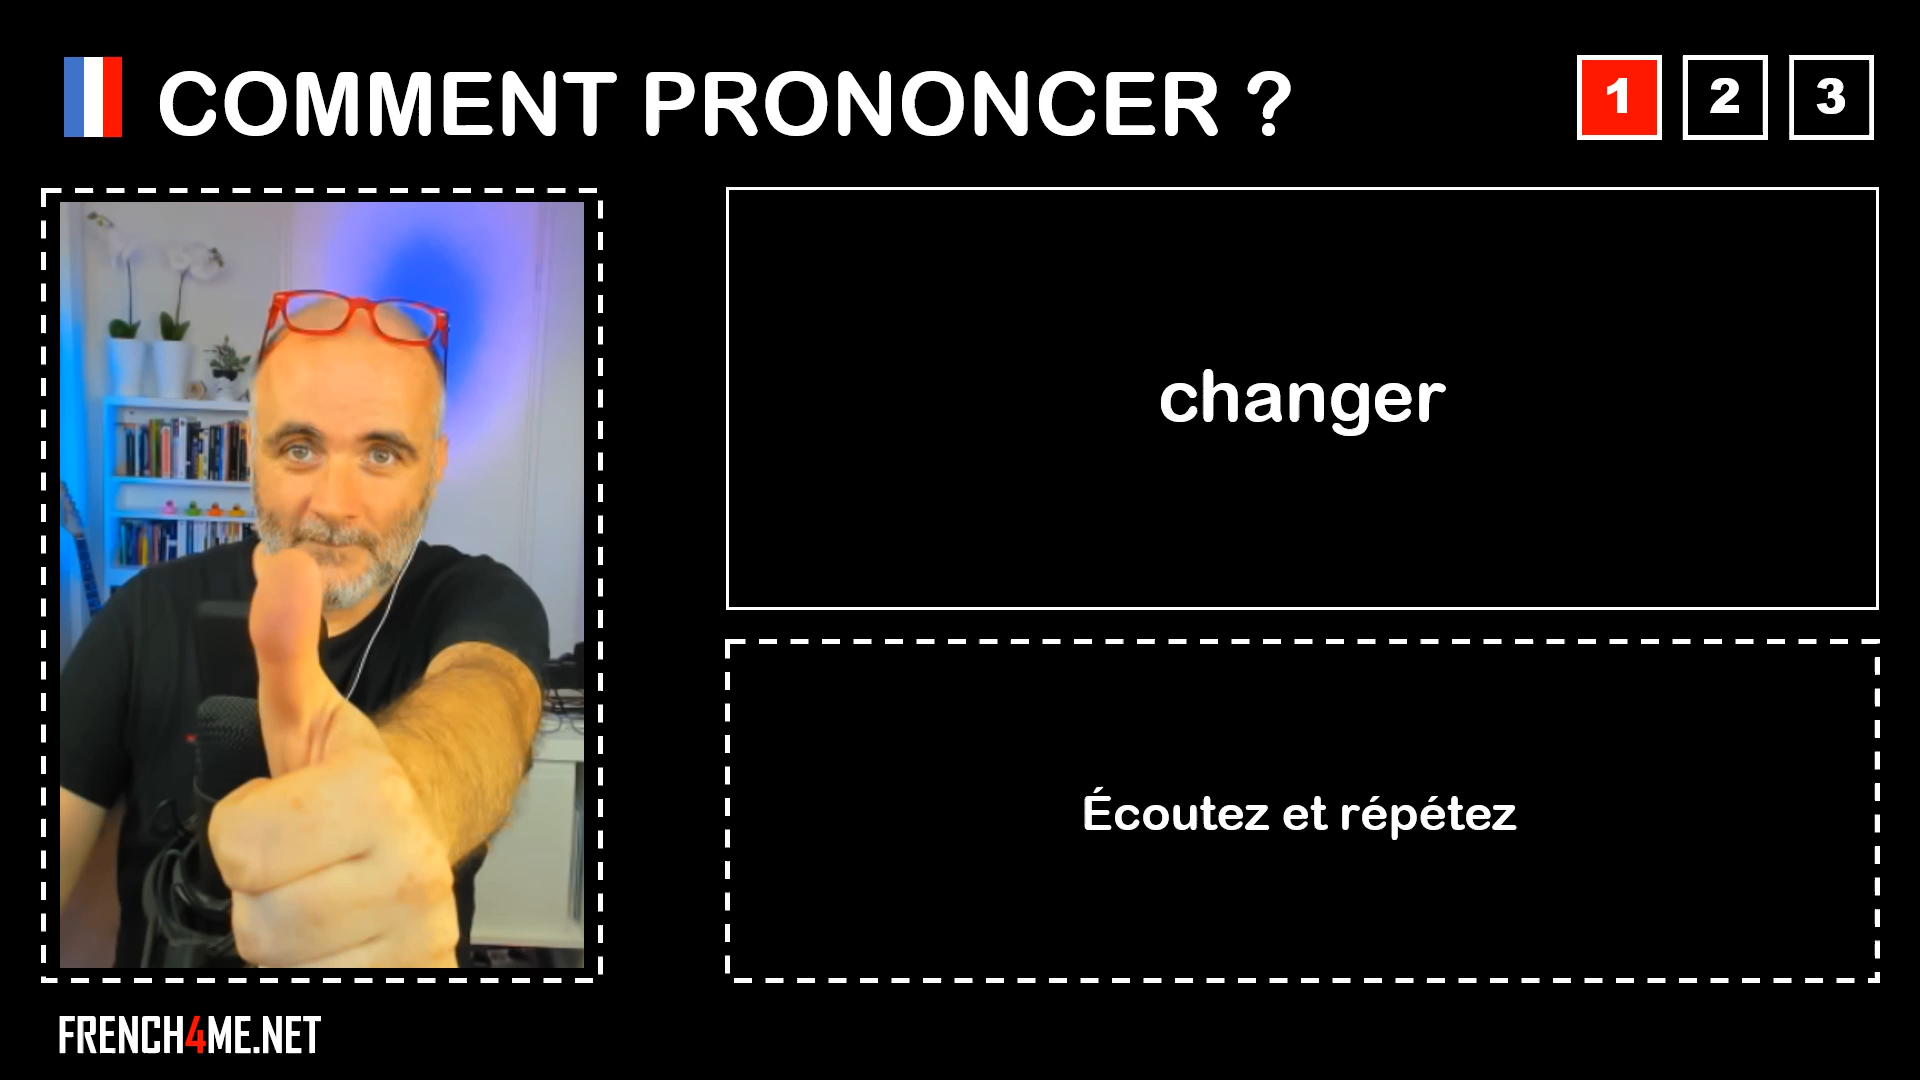 COMMENT PRONONCER ?
1 2 3
changer
Écoutez et répétez
FRENCH4ME.NET